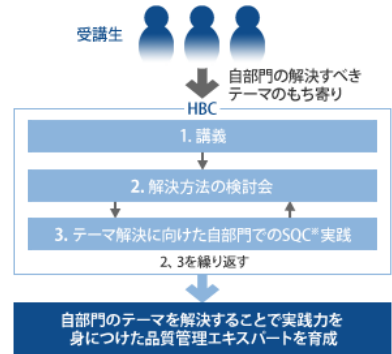 受講生
自部門の解決すべき
テーマのもち寄り
HBC
1. 講義
2. 解決方法の検討会
3. テーマ解決に向けた自部門でのSQC※実践
2、3を繰り返す
自部門のテーマを解決することで実践力を
身につけた品質管理エキスパートを育成